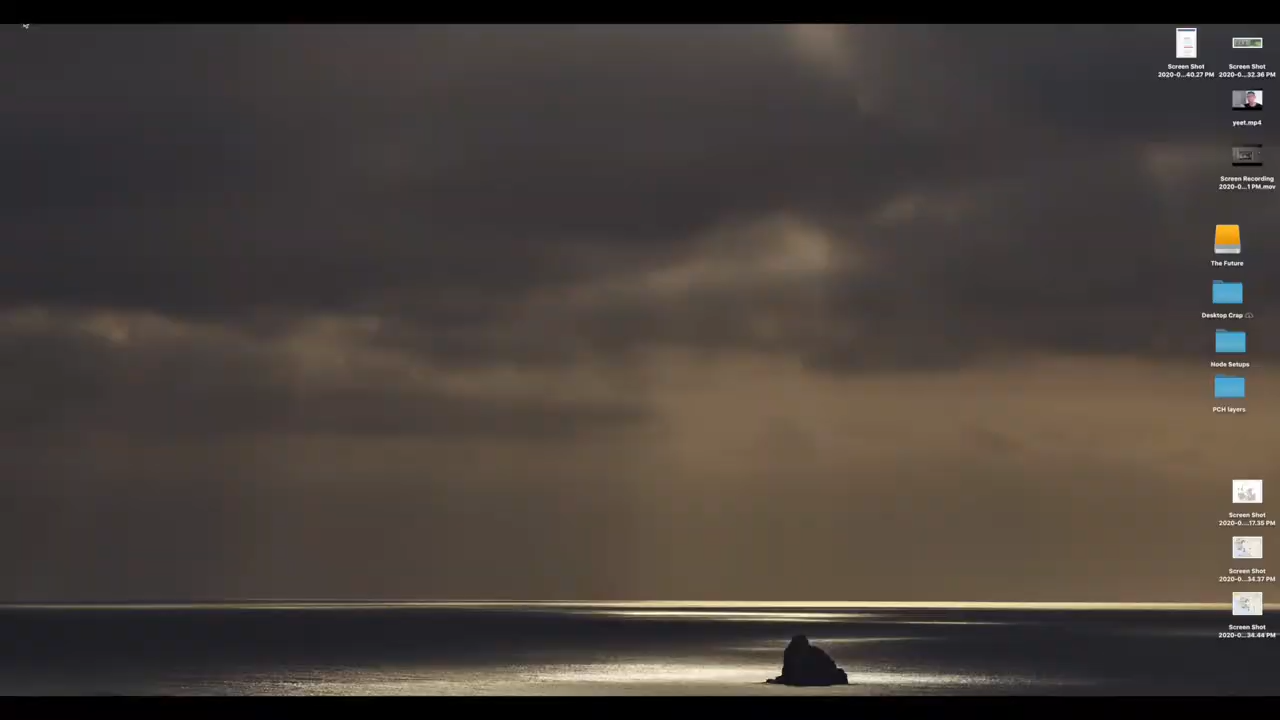 Screen Shot
2020-0...40.27 PM
Screen Shot
2020-0...32.36 PM
yeet.mp4
Screen Recording
2020-0...1 PM.mov
The Future
Desktop Crap
Node Setups
PCH layers
Screen Shot
2020-0....17.35 PM
Screen Shot
2020-0...34.37 PM
Screen Shot
2020-0...34.44 PM